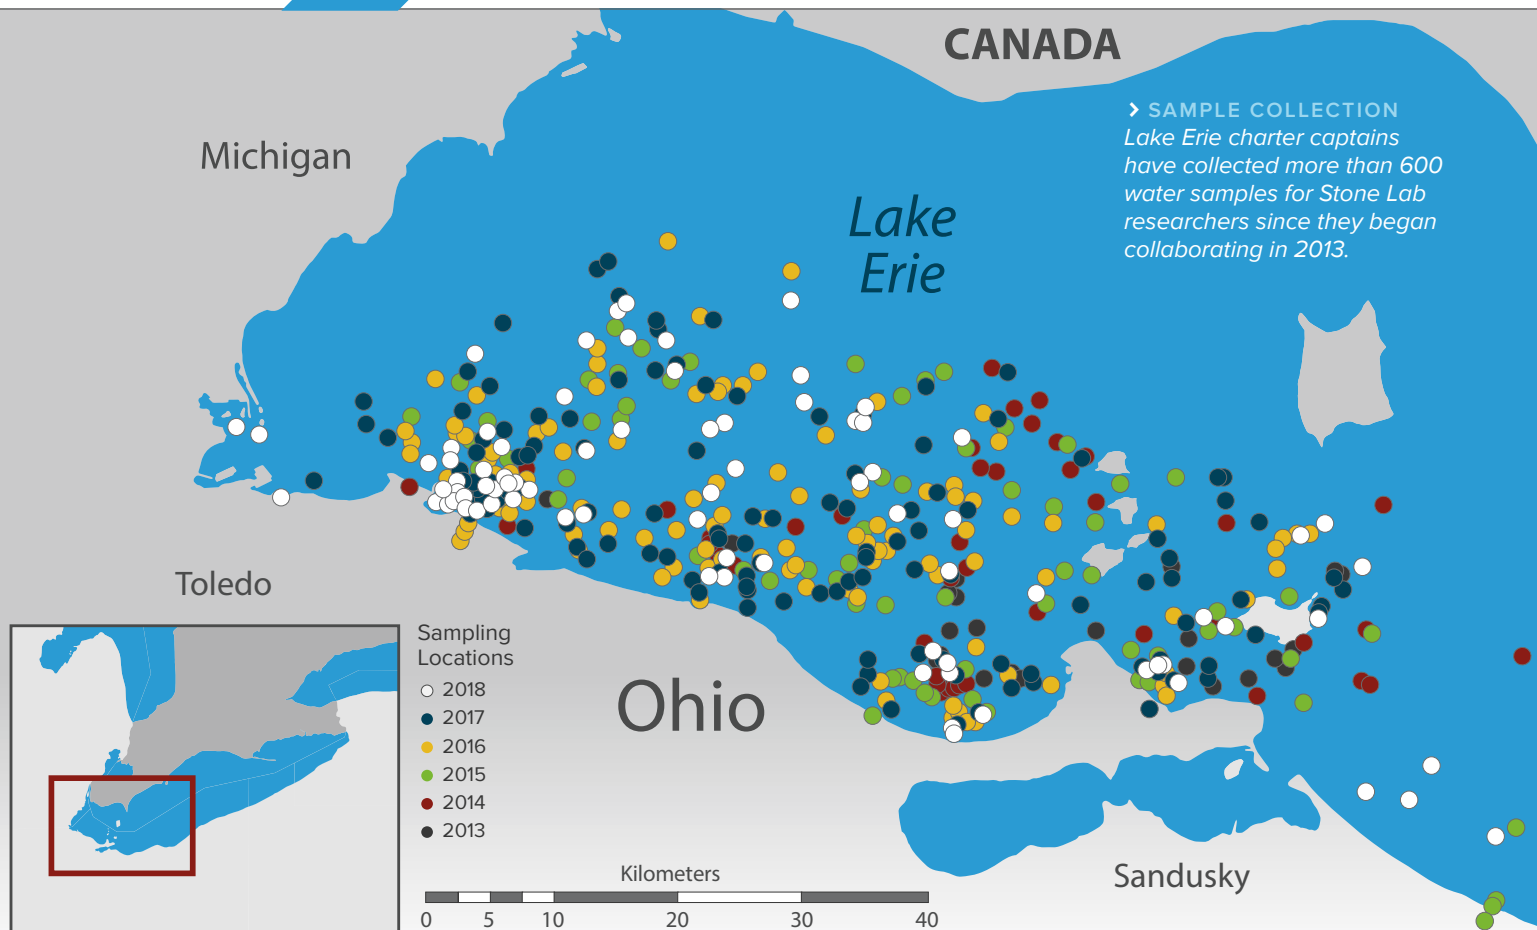 CANADA
> SAMPLE COLLECTION
Lake Erie charter captains
have collected more than 600
water samples for Stone Lab
researchers since they began
collaborating in 2013.
Michigan
Lake
Erie
Toledo
Sampling
Locations
2018
2017
2016
2015
2014
2013
Ohio
Kilometers
0 5 10 20 30 40
Sandusky